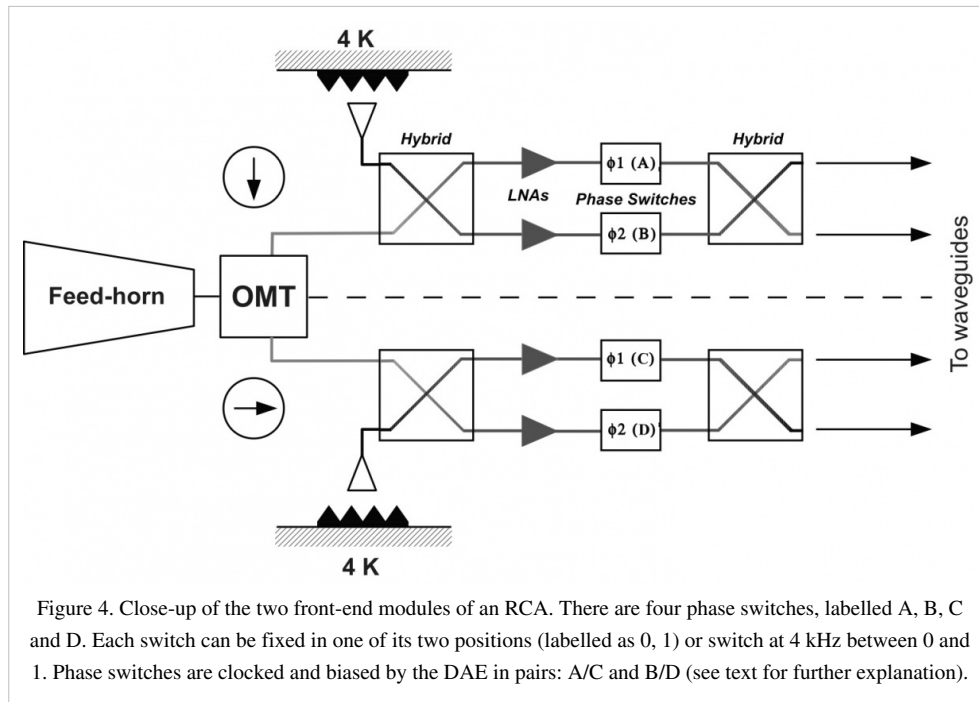 4 K
Hybrid
Hybrid
LNAs
ϕ1 (A)
Phase Switches
ϕ2 (B)
Feed-horn
OMT
To waveguides
ϕ1 (C)
ϕ2 (D)
4 K
Figure 4. Close-up of the two front-end modules of an RCA. There are four phase switches, labelled A, B, C
and D. Each switch can be fixed in one of its two positions (labelled as 0, 1) or switch at 4 kHz between 0 and
1. Phase switches are clocked and biased by the DAE in pairs: A/C and B/D (see text for further explanation).